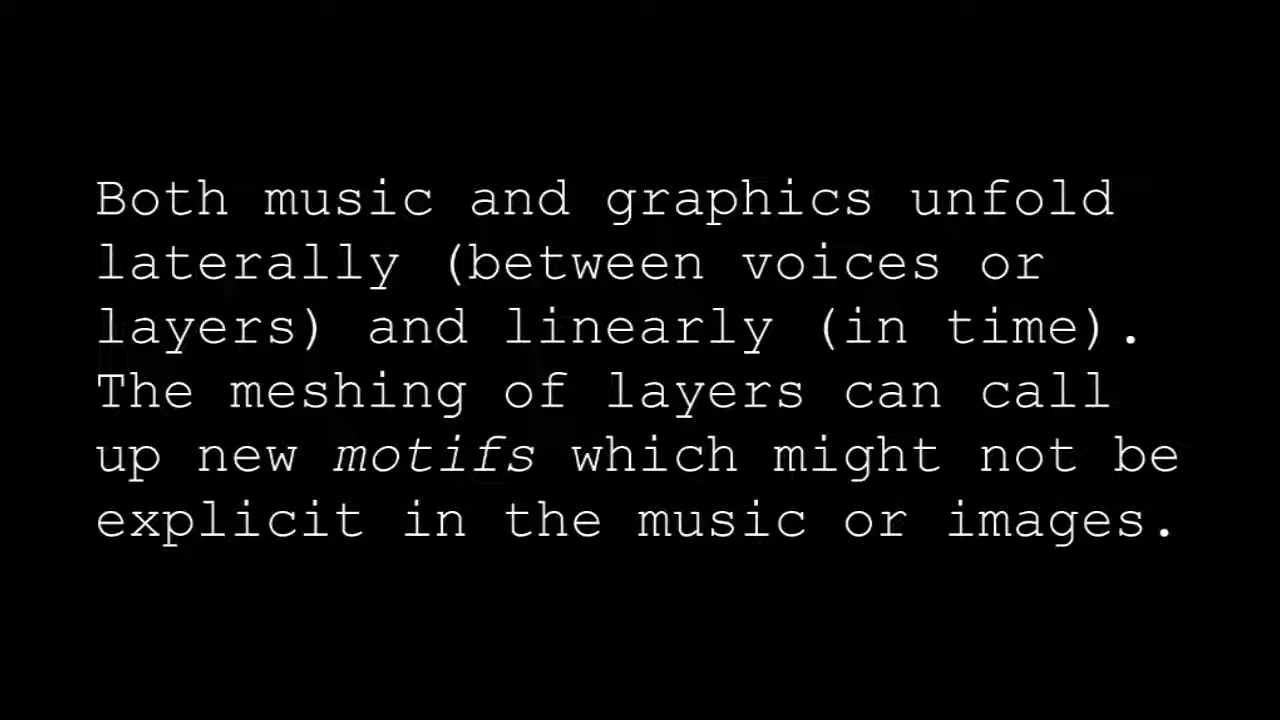 Both music and graphics unfold
laterally (between voices or
layers) and linearly (in time).
The meshing of layers can call
up new motifs which might not be
explicit in the music or images.